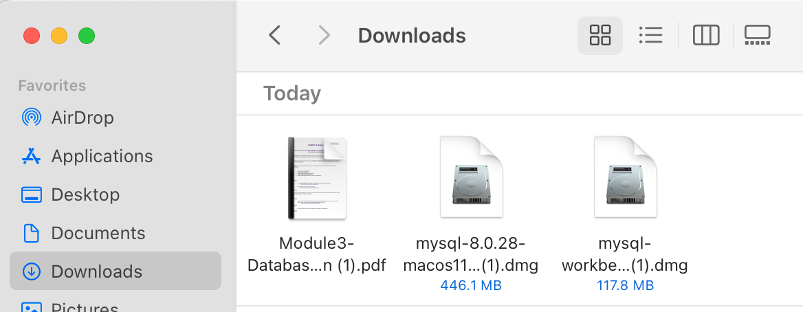 Downloads
Favorites
AirDrop
Applications
Desktop
Documents
Downloads
Pictures
Today
Module3-
Databas...n (1).pdf
mysql-8.0.28-
macos11...(1).dmg
446.1 MB
mysql-
workbe...(1).dmg
117.8 MB